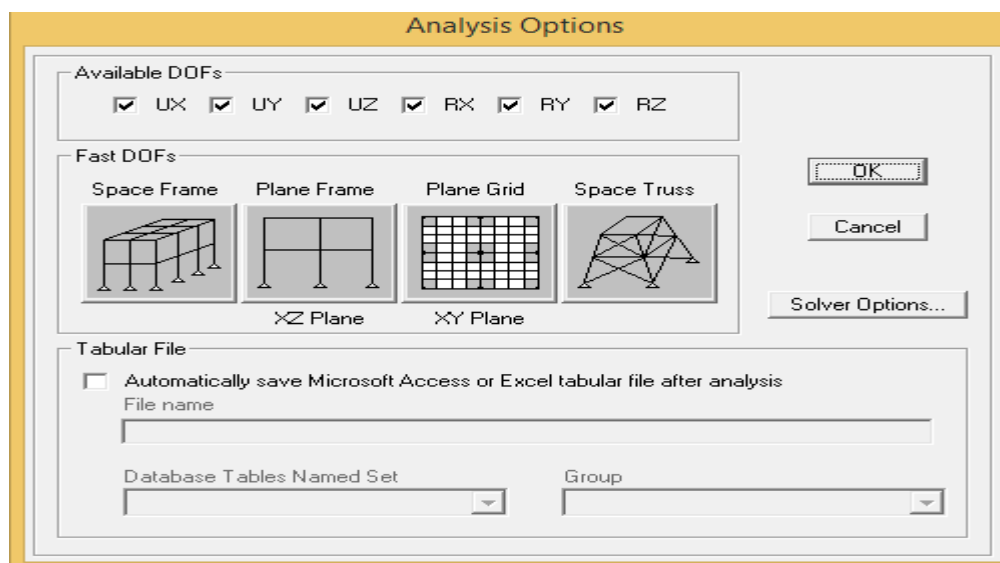 Analysis Options
Available DOFs
UX UY UZ RX RY RZ
Fast DOFs
Space Frame Plane Frame Plane Grid Space Truss
XZ Plane XY Plane
OK
Cancel
Solver Options...
Tabular File
Automatically save Microsoft Access or Excel tabular file after analysis
File name
Database Tables Named Set Group